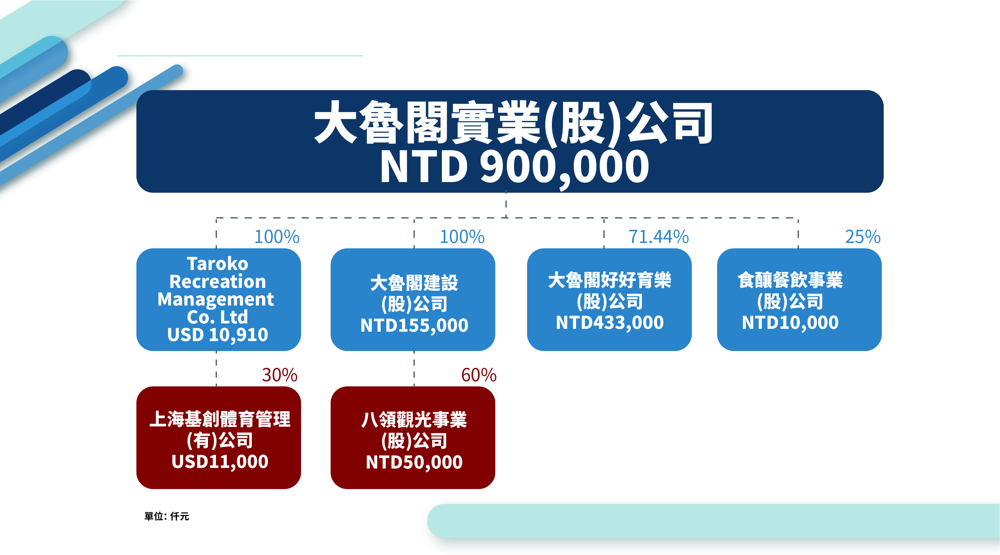 大魯閣實業(股)公司
NTD 900,000
100%
100%
71.44%
25%
Taroko
Recreation
Management
Co. Ltd
USD 10,910
大魯閣建設
(股)公司
NTD155,000
大魯閣好好育樂
(股)公司
NTD433,000
食釀餐飲事業
(股)公司
NTD10,000
30%
60%
上海基創體育管理
(有)公司
USD11,000
八領觀光事業
(股)公司
NTD50,000
單位：仟元